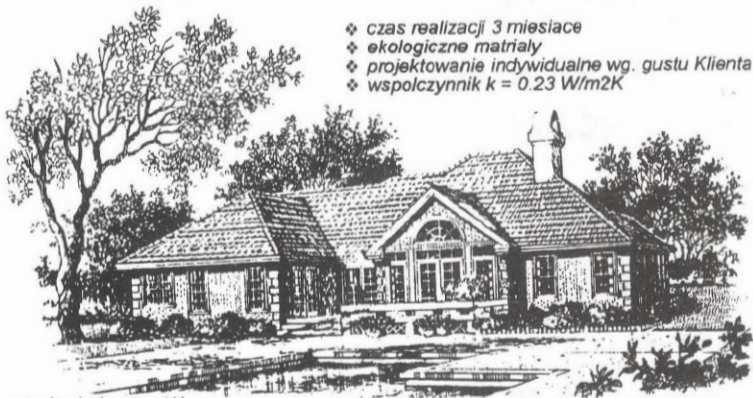 ❖ czas realizacji 3 miesiace
❖ ekologiczne matrialy
❖ projektowanie indywidualne wg. gustu Klienta
❖ wspolczynnik k = 0.23 W/m2K